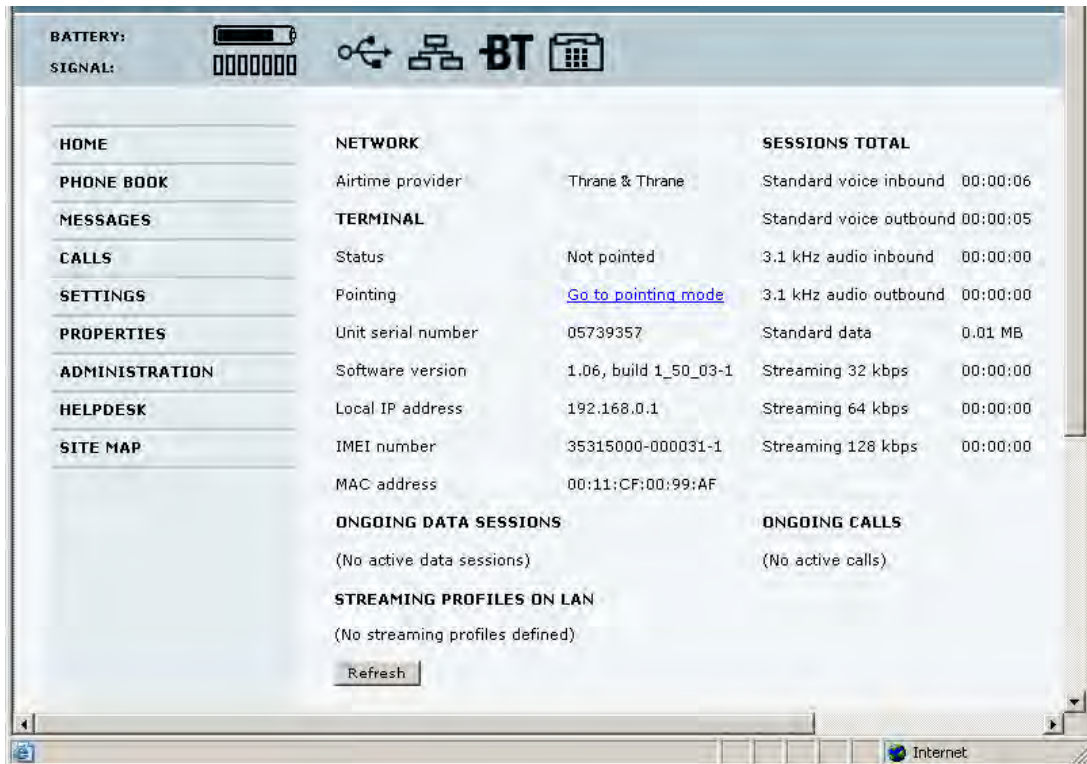 BATTERY:
SIGNAL:
BT
HOME
PHONE BOOK
MESSAGES
CALLS
SETTINGS
PROPERTIES
ADMINISTRATION
HELPDESK
SITE MAP
NETWORK
Airtime provider Thrane & Thrane
TERMINAL
Status Not pointed
Pointing Go to pointing mode
Unit serial number 05739357
Software version 1.06, build 1_50_03-1
Local IP address 192.168.0.1
IMEI number 35315000-000031-1
MAC address 00:11:CF:00:99:AF
ONGOING DATA SESSIONS
(No active data sessions)
STREAMING PROFILES ON LAN
(No streaming profiles defined)
Refresh
SESSIONS TOTAL
Standard voice inbound 00:00:06
Standard voice outbound 00:00:05
3.1 kHz audio inbound 00:00:00
3.1 kHz audio outbound 00:00:00
Standard data 0.01 MB
Streaming 32 kbps 00:00:00
Streaming 64 kbps 00:00:00
Streaming 128 kbps 00:00:00
ONGOING CALLS
(No active calls)
Internet